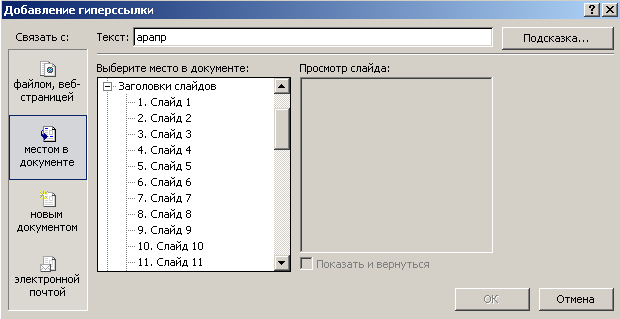 Добавление гиперссылки
Связать с:
Текст: арапр
Подсказка...
файлом, веб-
страницей
местом в
документе
новым
документом
электронной
почтой
Выберите место в документе:
Заголовки слайдов
1. Слайд 1
2. Слайд 2
3. Слайд 3
4. Слайд 4
5. Слайд 5
6. Слайд 6
7. Слайд 7
8. Слайд 8
9. Слайд 9
10. Слайд 10
11. Слайд 11
Просмотр слайда:
Показать и вернуться
ОК
Отмена